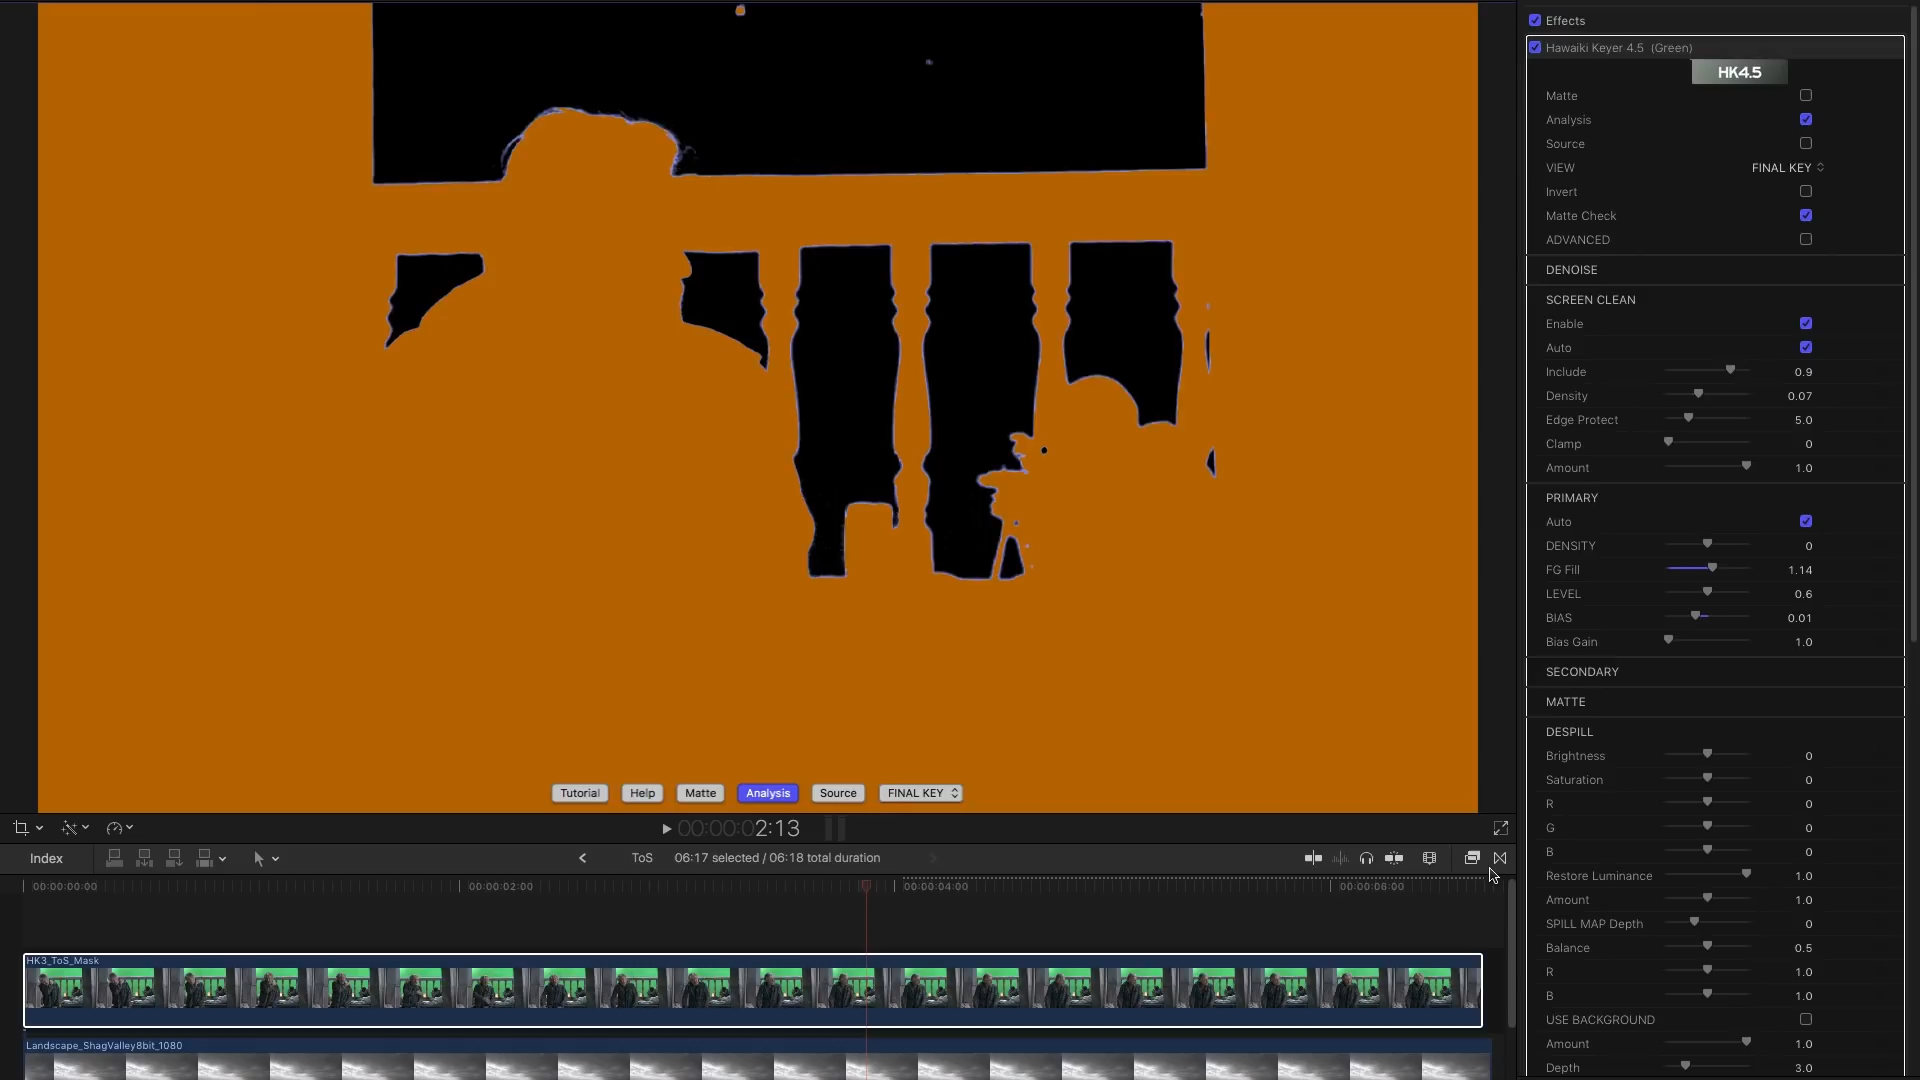 Effects
Hawaiki Keyer 4.5 (Green)
HK4.5
Matte
Analysis
Source
VIEW FINAL KEY
Invert
Matte Check
ADVANCED
DENOISE
SCREEN CLEAN
Enable
Auto
Include 0.9
Density 0.07
Edge Protect 5.0
Clamp 0
Amount 1.0
PRIMARY
Auto
DENSITY 0
FG Fill 1.14
LEVEL 0.6
BIAS 0.01
Bias Gain 1.0
SECONDARY
MATTE
DESPILL
Brightness 0
Saturation 0
R 0
G 0
B 0
Restore Luminance 1.0
Amount 1.0
SPILL MAP Depth 0
Balance 0.5
R 1.0
B 1.0
USE BACKGROUND
Amount 1.0
Depth 3.0
Tutorial Help Matte Analysis Source FINAL KEY
00:00:02:13
Index ToS 06:17 selected / 06:18 total duration
00:00:00:00 00:00:02:00 00:00:04:00 00:00:06:00
HK3_ToS_Mask
Landscape_ShagValley8bit_1080